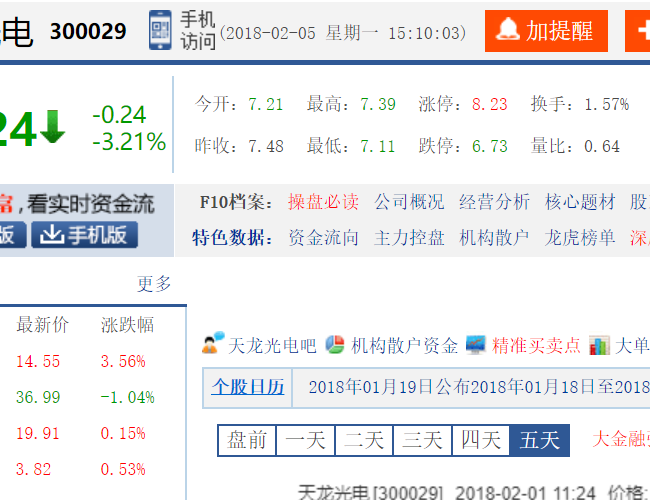 光电 300029 手机访问 (2018-02-05 星期一 15:10:03) 加提醒
24 -0.24
-3.21%
今开：7.21 最高：7.39 涨停：8.23 换手：1.57%
昨收：7.48 最低：7.11 跌停：6.73 量比：0.64
富,看实时资金流
版 手机版
F10档案： 操盘必读 公司概况 经营分析 核心题材 股
特色数据： 资金流向 主力控盘 机构散户 龙虎榜单 深
更多
最新价 涨跌幅
14.55 3.56%
36.99 -1.04%
19.91 0.15%
3.82 0.53%
天龙光电吧 机构散户资金 精准买卖点 大单
个股日历 2018年01月19日公布2018年01月18日至2018
盘前 一天 二天 三天 四天 五天 大金融
天龙光电[300029] 2018-02-01 11:24 价格: